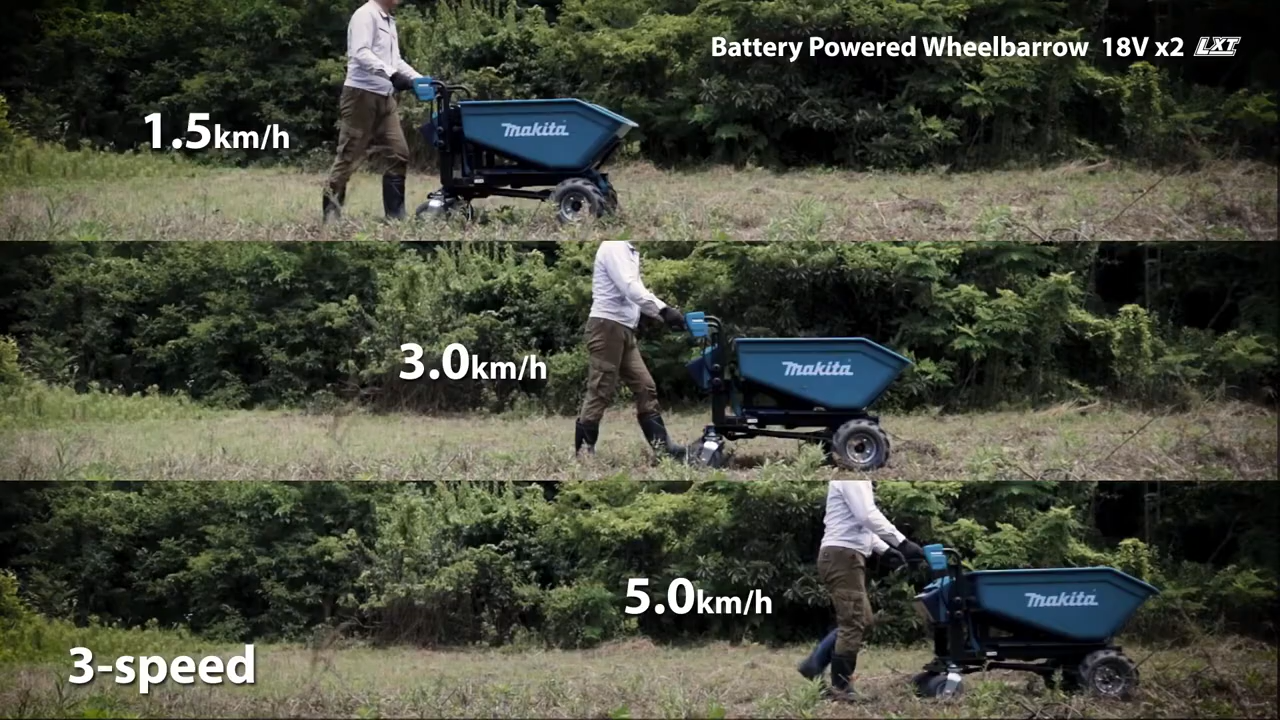 Battery Powered Wheelbarrow 18V x2 LXT
1.5km/h
makita
3.0km/h
makita
5.0km/h
makita
3-speed